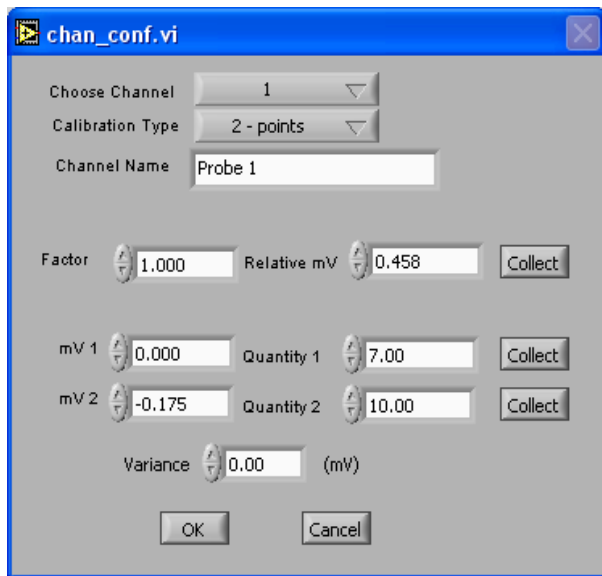 chan_conf.vi
Choose Channel 1
Calibration Type 2 - points
Channel Name Probe 1
Factor 1.000 Relative mV 0.458 Collect
mV 1 0.000 Quantity 1 7.00 Collect
mV 2 -0.175 Quantity 2 10.00 Collect
Variance 0.00 (mV)
OK Cancel